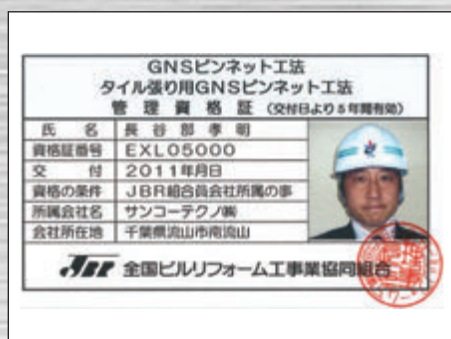 GNSピンネット工法
タイル張り用GNSピンネット工法
管理資格証 (交付日より5年間有効)
氏名 長谷部孝明
資格証番号 EXL05000
交付 2011年月日
資格の条件 JBR組合員会社所属の事
所属会社名 サンコーテクノ㈱
会社所在地 千葉県流山市南流山
JBR 全国ビルリフォーム工事業協同組合